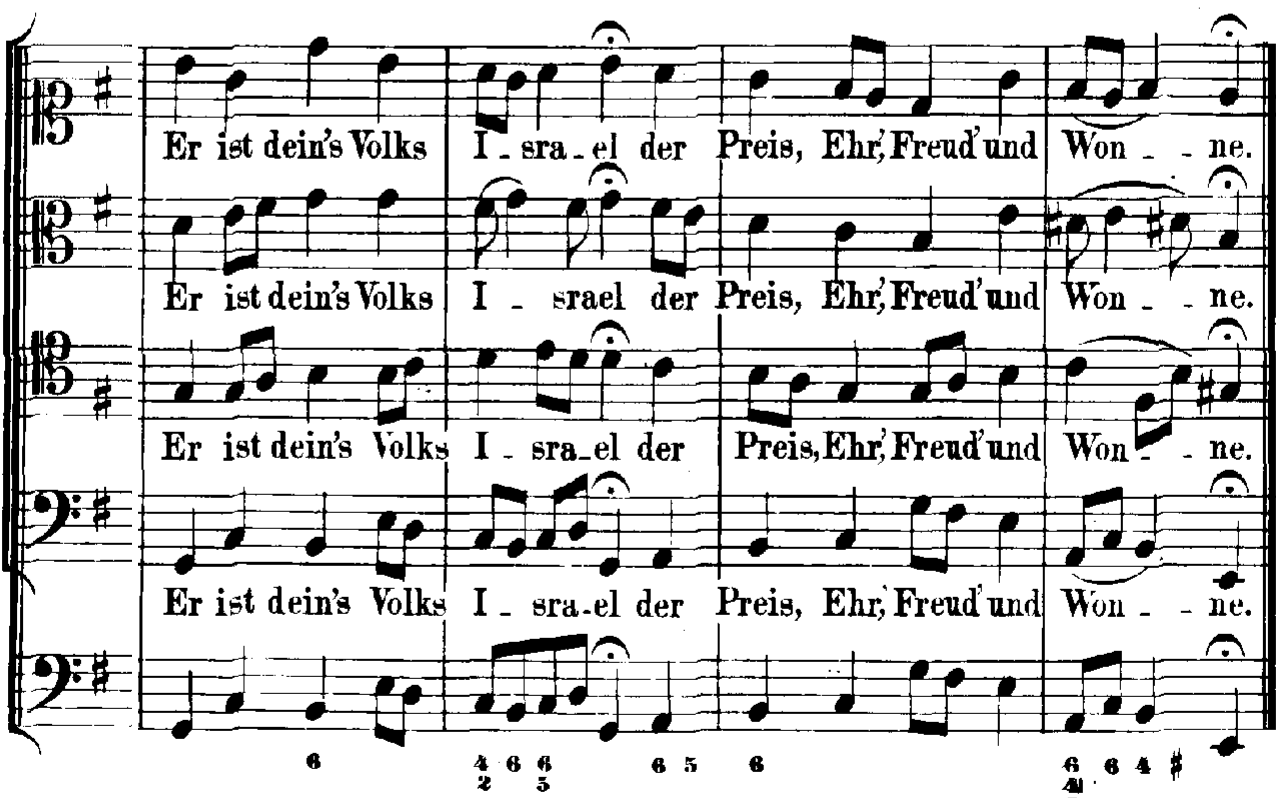 Er ist dein's Volks I - sra - el der Preis, Ehr', Freud' und Won - - ne.
Er ist dein's Volks I - srael der Preis, Ehr', Freud' und Won - - ne.
Er ist dein's Volks I - sra - el der Preis, Ehr', Freud' und Won - - ne.
Er ist dein's Volks I - sra - el der Preis, Ehr', Freud' und Won - - ne.
6 4 6 6 6 5 6 6 6 4 ♯
2 5 4